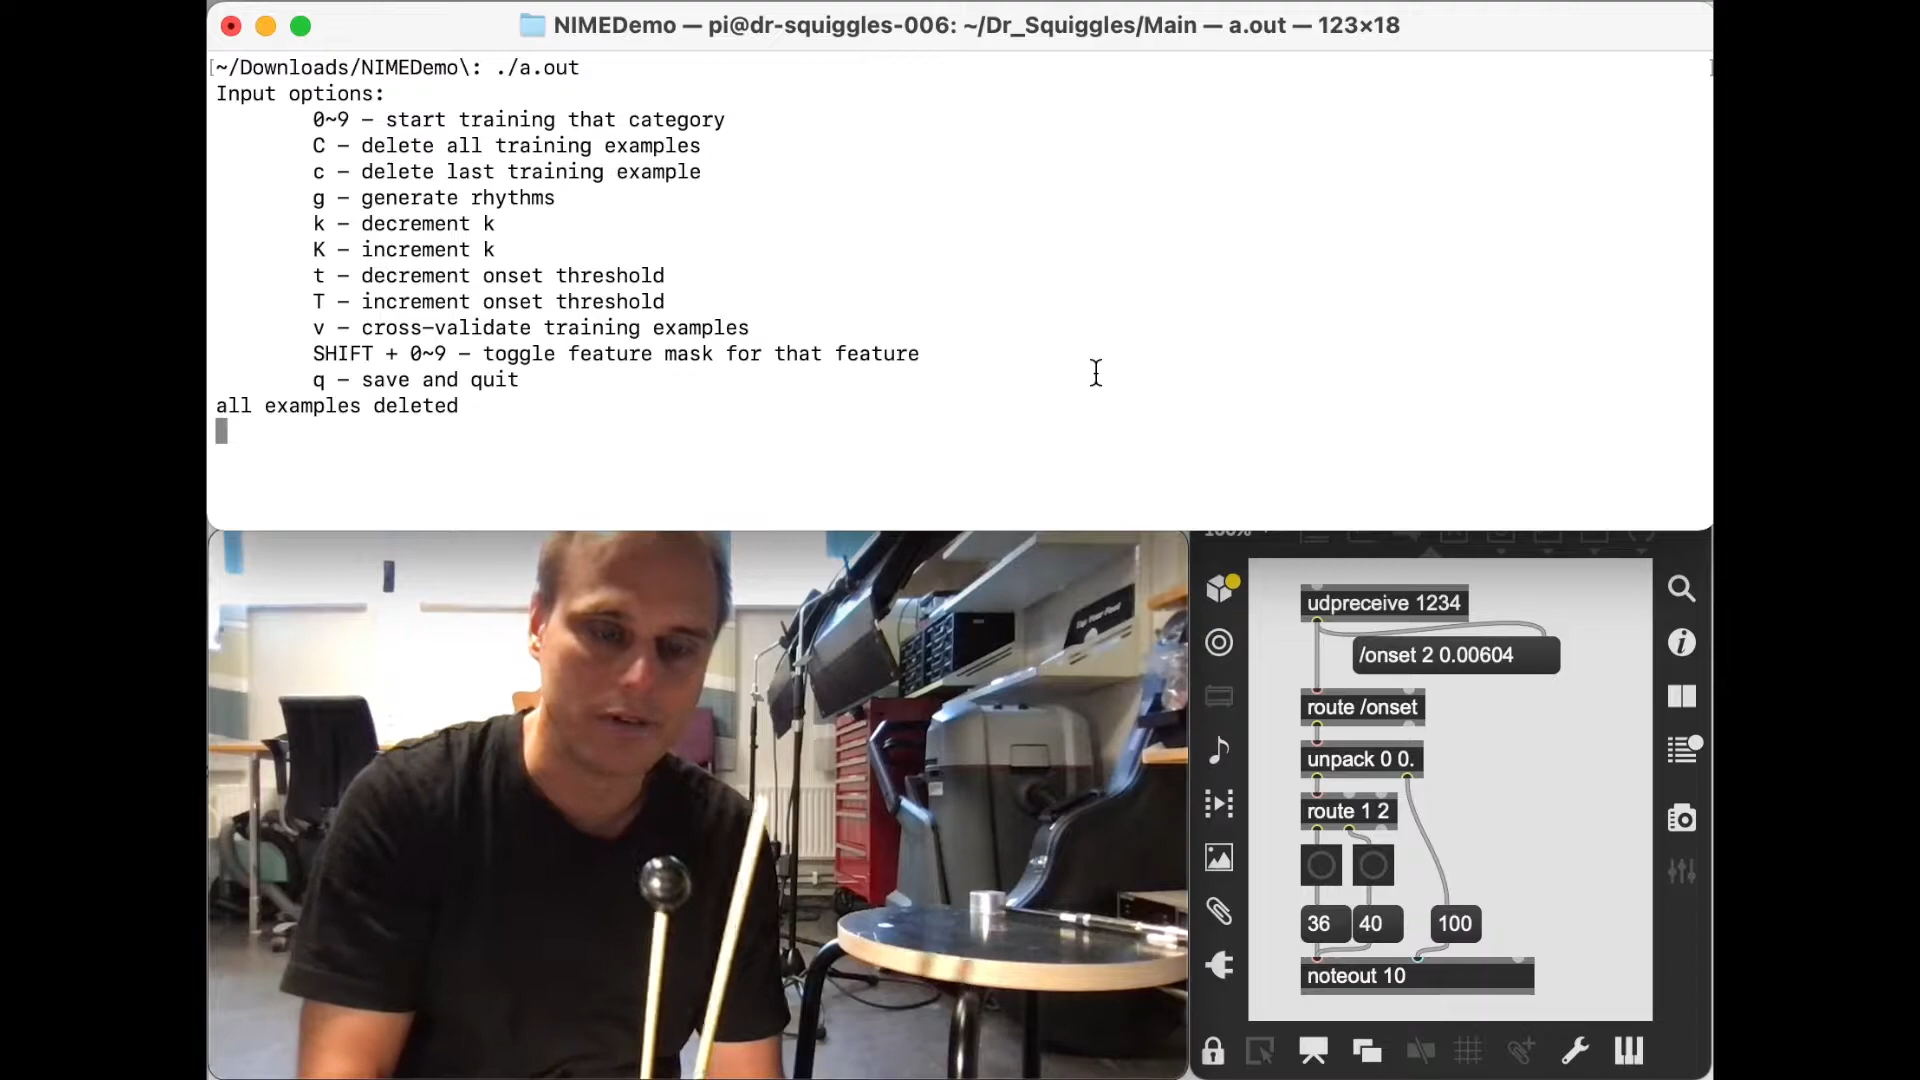 NIMEDemo — pi@dr-squiggles-006: ~/Dr_Squiggles/Main — a.out — 123×18
[~/Downloads/NIMEDemo\: ./a.out
Input options:
0~9 — start training that category
C — delete all training examples
c — delete last training example
g — generate rhythms
k — decrement k
K — increment k
t — decrement onset threshold
T — increment onset threshold
v — cross-validate training examples
SHIFT + 0~9 — toggle feature mask for that feature
q — save and quit
all examples deleted
udpreceive 1234
/onset 2 0.00604
route /onset
unpack 0 0.
route 1 2
36 40 100
noteout 10